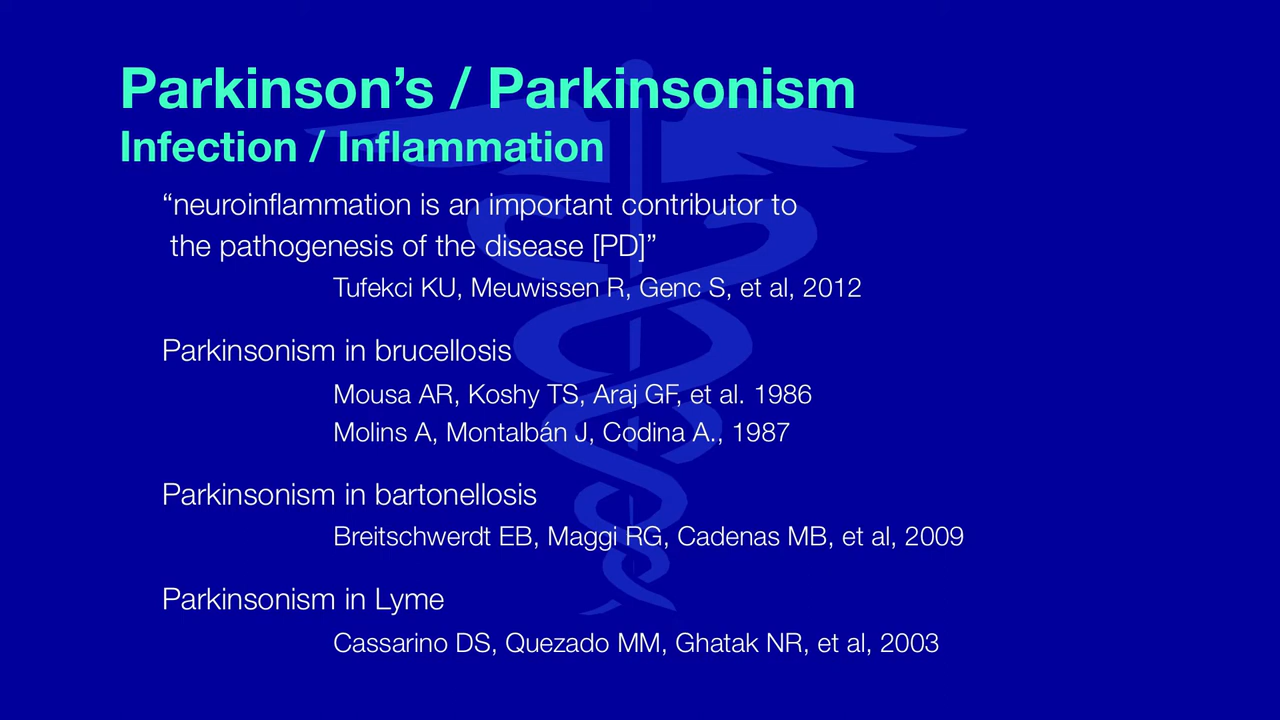 Parkinson’s / Parkinsonism
Infection / Inflammation
“neuroinflammation is an important contributor to
the pathogenesis of the disease [PD]”
Tufekci KU, Meuwissen R, Genc S, et al, 2012
Parkinsonism in brucellosis
Mousa AR, Koshy TS, Araj GF, et al. 1986
Molins A, Montalbán J, Codina A., 1987
Parkinsonism in bartonellosis
Breitschwerdt EB, Maggi RG, Cadenas MB, et al, 2009
Parkinsonism in Lyme
Cassarino DS, Quezado MM, Ghatak NR, et al, 2003